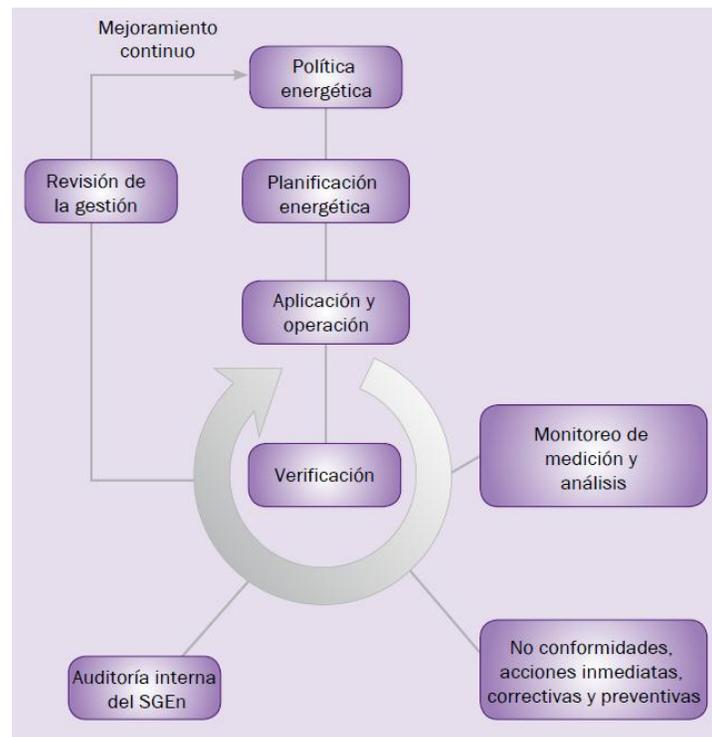 Mejoramiento
continuo
Política
energética
Revisión de
la gestión
Planificación
energética
Aplicación y
operación
Verificación
Monitoreo de
medición y
análisis
Auditoría interna
del SGEn
No conformidades,
acciones inmediatas,
correctivas y preventivas